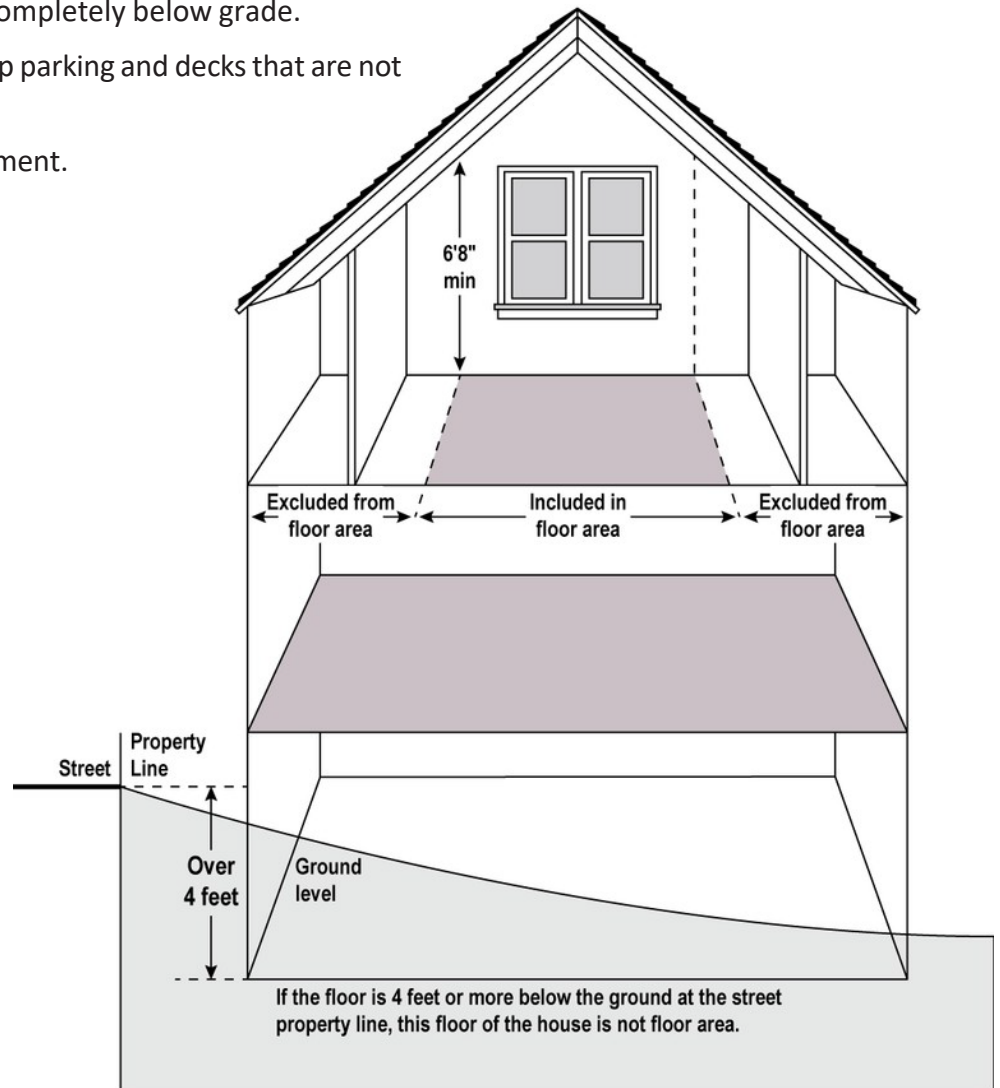 ompletely below grade.
p parking and decks that are not
ment.
6'8"
min
Excluded from
floor area
Included in
floor area
Excluded from
floor area
Property
Line
Street
Over
4 feet
Ground
level
If the floor is 4 feet or more below the ground at the street
property line, this floor of the house is not floor area.